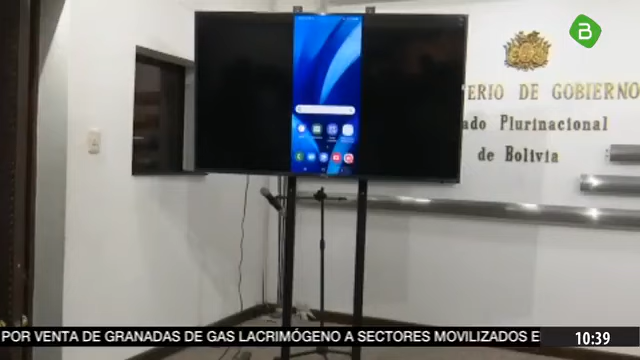 B
TERIO DE GOBIERNO
ado Plurinacional
de Bolivia
POR VENTA DE GRANADAS DE GAS LACRIMÓGENO A SECTORES MOVILIZADOS E
10:39